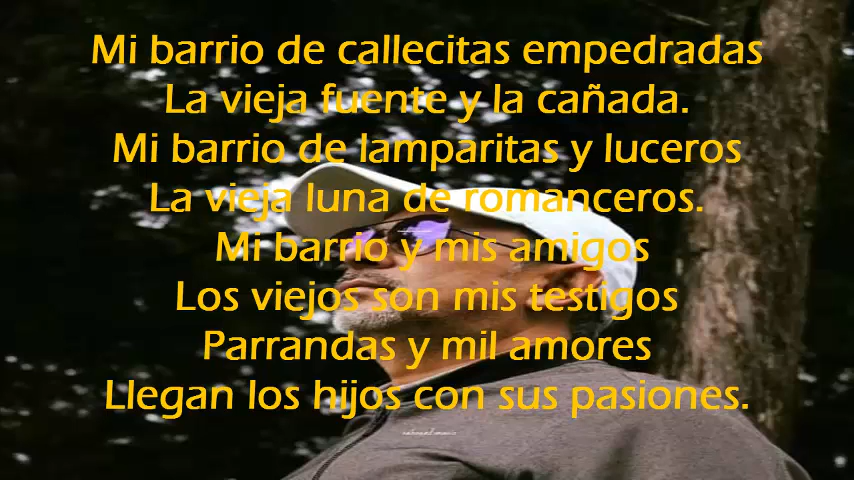 Mi barrio de callecitas empedradas
La vieja fuente y la cañada.
Mi barrio de lamparitas y luceros
La vieja luna de romanceros.
Mi barrio y mis amigos
Los viejos son mis testigos
Parrandas y mil amores
Llegan los hijos con sus pasiones.